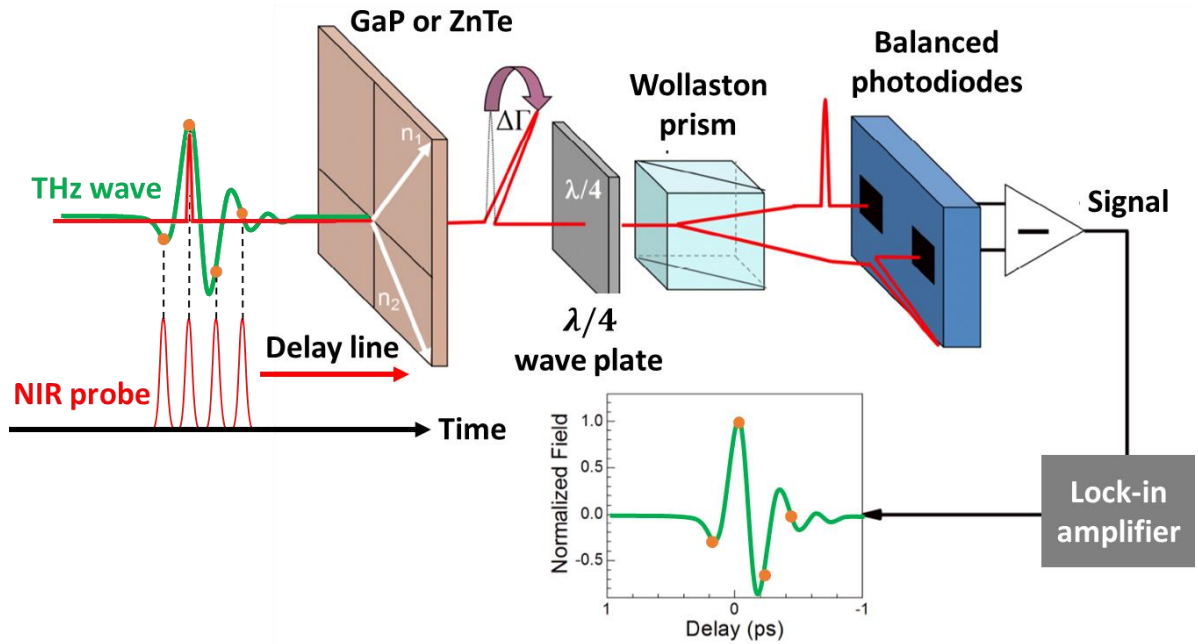 GaP or ZnTe
Balanced
photodiodes
Wollaston
prism
ΔΓ
n1
THz wave
λ/4
Signal
n2
λ/4
wave plate
Delay line
NIR probe
Time
Normalized Field
1.0
0.5
0.0
-0.5
1
0
-1
Delay (ps)
Lock-in
amplifier